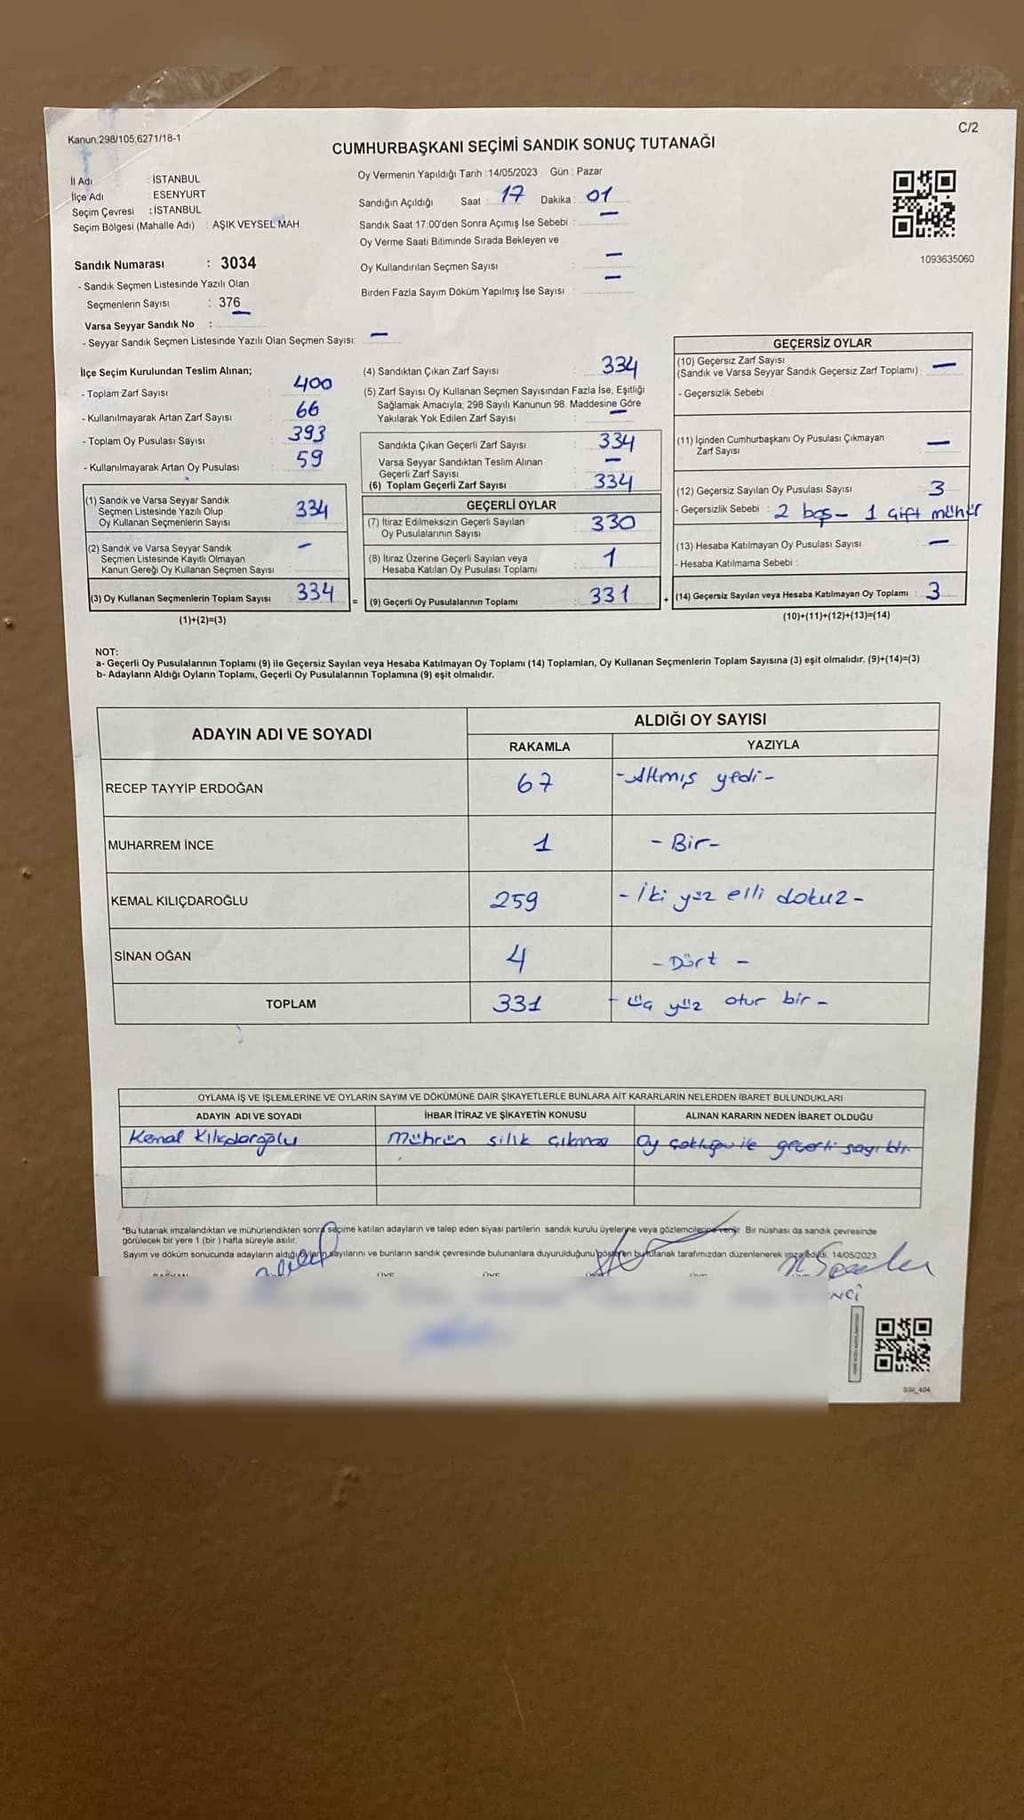 Kanun:298/105;6271/18-1
C/2
CUMHURBAŞKANI SEÇİMİ SANDIK SONUÇ TUTANAĞI
İl Adı : İSTANBUL
İlçe Adı : ESENYURT
Seçim Çevresi : İSTANBUL
Seçim Bölgesi (Mahalle Adı) : AŞIK VEYSEL MAH
Sandık Numarası : 3034
- Sandık Seçmen Listesinde Yazılı Olan
Seçmenlerin Sayısı : 376
Varsa Seyyar Sandık No :
- Seyyar Sandık Seçmen Listesinde Yazılı Olan Seçmen Sayısı: —
Oy Vermenin Yapıldığı Tarih :14/05/2023 Gün : Pazar
Sandığın Açıldığı Saat : 17 Dakika : 01
Sandık Saat 17:00'den Sonra Açımış İse Sebebi : —
Oy Verme Saati Bitiminde Sırada Bekleyen ve
Oy Kullandırılan Seçmen Sayısı : —
Birden Fazla Sayım Döküm Yapılmış İse Sayısı : —
1093635060
İlçe Seçim Kurulundan Teslim Alınan;
- Toplam Zarf Sayısı : 400
- Kullanılmayarak Artan Zarf Sayısı : 66
- Toplam Oy Pusulası Sayısı : 393
- Kullanılmayarak Artan Oy Pusulası : 59
(1) Sandık ve Varsa Seyyar Sandık
Seçmen Listesinde Yazılı Olup
Oy Kullanan Seçmenlerin Sayısı : 334
(2) Sandık ve Varsa Seyyar Sandık
Seçmen Listesinde Kayıtlı Olmayan
Kanun Gereği Oy Kullanan Seçmen Sayısı : —
(3) Oy Kullanan Seçmenlerin Toplam Sayısı : 334 =
(1)+(2)=(3)
(4) Sandıktan Çıkan Zarf Sayısı : 334
(5) Zarf Sayısı Oy Kullanan Seçmen Sayısından Fazla İse, Eşitliği
Sağlamak Amacıyla, 298 Sayılı Kanunun 98. Maddesine Göre
Yakılarak Yok Edilen Zarf Sayısı : —
Sandıkta Çıkan Geçerli Zarf Sayısı : 334
Varsa Seyyar Sandıktan Teslim Alınan
Geçerli Zarf Sayısı : —
(6) Toplam Geçerli Zarf Sayısı : 334
GEÇERLİ OYLAR
(7) İtiraz Edilmeksizin Geçerli Sayılan
Oy Pusulalarının Sayısı : 330
(8) İtiraz Üzerine Geçerli Sayılan veya
Hesaba Katılan Oy Pusulası Toplamı : 1
(9) Geçerli Oy Pusulalarının Toplamı : 331 +
GEÇERSİZ OYLAR
(10) Geçersiz Zarf Sayısı
(Sandık ve Varsa Seyyar Sandık Geçersiz Zarf Toplamı) : —
- Geçersizlik Sebebi :
(11) İçinden Cumhurbaşkanı Oy Pusulası Çıkmayan
Zarf Sayısı : —
(12) Geçersiz Sayılan Oy Pusulası Sayısı : 3
- Geçersizlik Sebebi : 2 boş - 1 çift mühür
(13) Hesaba Katılmayan Oy Pusulası Sayısı : —
- Hesaba Katılmama Sebebi :
(14) Geçersiz Sayılan veya Hesaba Katılmayan Oy Toplamı : 3
(10)+(11)+(12)+(13)=(14)
NOT:
a- Geçerli Oy Pusulalarının Toplamı (9) ile Geçersiz Sayılan veya Hesaba Katılmayan Oy Toplamı (14) Toplamları, Oy Kullanan Seçmenlerin Toplam Sayısına (3) eşit olmalıdır. (9)+(14)=(3)
b- Adayların Aldığı Oyların Toplamı, Geçerli Oy Pusulalarının Toplamına (9) eşit olmalıdır.
ADAYIN ADI VE SOYADI
ALDIĞI OY SAYISI
RAKAMLA YAZIYLA
RECEP TAYYİP ERDOĞAN 67 - Altmış yedi -
MUHARREM İNCE 1 - Bir -
KEMAL KILIÇDAROĞLU 259 - İki yüz elli dokuz -
SİNAN OĞAN 4 - Dört -
TOPLAM 331 - Üç yüz otur bir -
OYLAMA İŞ VE İŞLEMLERİNE VE OYLARIN SAYIM VE DÖKÜMÜNE DAİR ŞİKAYETLERLE BUNLARA AİT KARARLARIN NELERDEN İBARET BULUNDUKLARI
ADAYIN ADI VE SOYADI İHBAR İTİRAZ VE ŞİKAYETİN KONUSU ALINAN KARARIN NEDEN İBARET OLDUĞU
Kemal Kılıçdaroğlu Mührün silik çıkması Oy çokluğu ile geçerli sayıldı
*Bu tutanak imzalandıktan ve mühürlendikten sonra seçime katılan adayların ve talep eden siyasi partilerin sandık kurulu üyelerine veya gözlemcilerine verilir. Bir nüshası da sandık çevresinde
görülecek bir yere 1 (bir) hafta süreyle asılır.
Sayım ve döküm sonucunda adayların aldığı oyların sayılarını ve bunların sandık çevresinde bulunanlara duyurulduğunu gösteren bu tutanak tarafımızdan düzenlenerek imza edildi. 14/05/2023
BAŞKAN ÜYE ÜYE ÜYE ÜYE